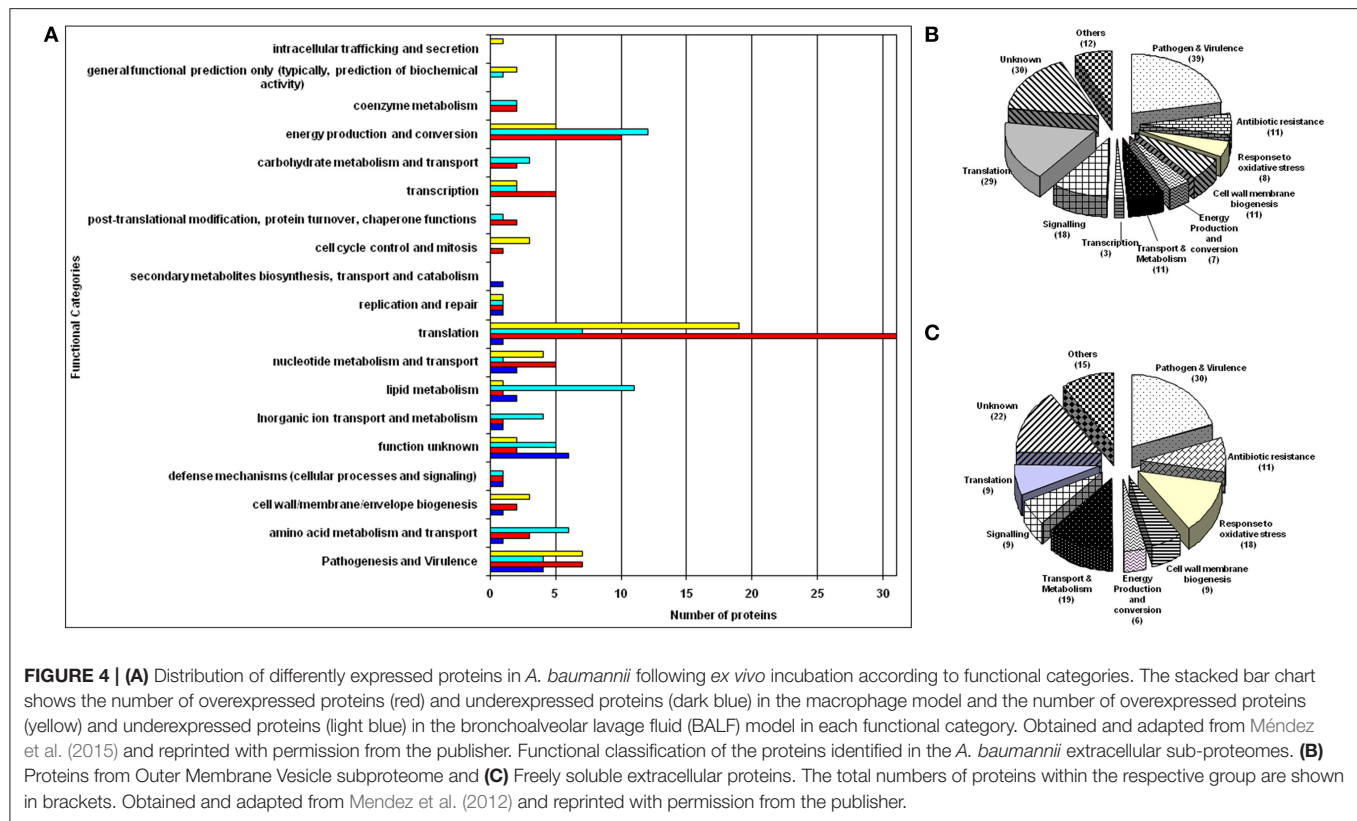 A
Functional Categories
intracellular trafficking and secretion
general functional prediction only (typically, prediction of biochemical
activity)
coenzyme metabolism
energy production and conversion
carbohydrate metabolism and transport
transcription
post-translational modification, protein turnover, chaperone functions
cell cycle control and mitosis
secondary metabolites biosynthesis, transport and catabolism
replication and repair
translation
nucleotide metabolism and transport
lipid metabolism
Inorganic ion transport and metabolism
function unknown
defense mechanisms (cellular processes and signaling)
cell wall/membrane/envelope biogenesis
amino acid metabolism and transport
Pathogenesis and Virulence
0 5 10 15 20 25 30
Number of proteins
B
Others
(12)
Pathogen & Virulence
(39)
Unknown
(30)
Antibiotic resistance
(11)
Response to
oxidative stress
(8)
Translation
(29)
Cell wall membrane
biogenesis
(11)
Signalling
(18)
Transcription
(3)
Transport &
Metabolism
(11)
Energy
Production
and
conversion
(7)
C
Others
(15)
Pathogen & Virulence
(30)
Unknown
(22)
Antibiotic resistance
(11)
Translation
(9)
Response to
oxidative stress
(18)
Signalling
(9)
Cell wall membrane
biogenesis
(9)
Transport &
Metabolism
(19)
Energy
Production
and
conversion
(6)
FIGURE 4 | (A) Distribution of differently expressed proteins in A. baumannii following ex vivo incubation according to functional categories. The stacked bar chart
shows the number of overexpressed proteins (red) and underexpressed proteins (dark blue) in the macrophage model and the number of overexpressed proteins
(yellow) and underexpressed proteins (light blue) in the bronchoalveolar lavage fluid (BALF) model in each functional category. Obtained and adapted from Méndez
et al. (2015) and reprinted with permission from the publisher. Functional classification of the proteins identified in the A. baumannii extracellular sub-proteomes. (B)
Proteins from Outer Membrane Vesicle subproteome and (C) Freely soluble extracellular proteins. The total numbers of proteins within the respective group are shown
in brackets. Obtained and adapted from Mendez et al. (2012) and reprinted with permission from the publisher.